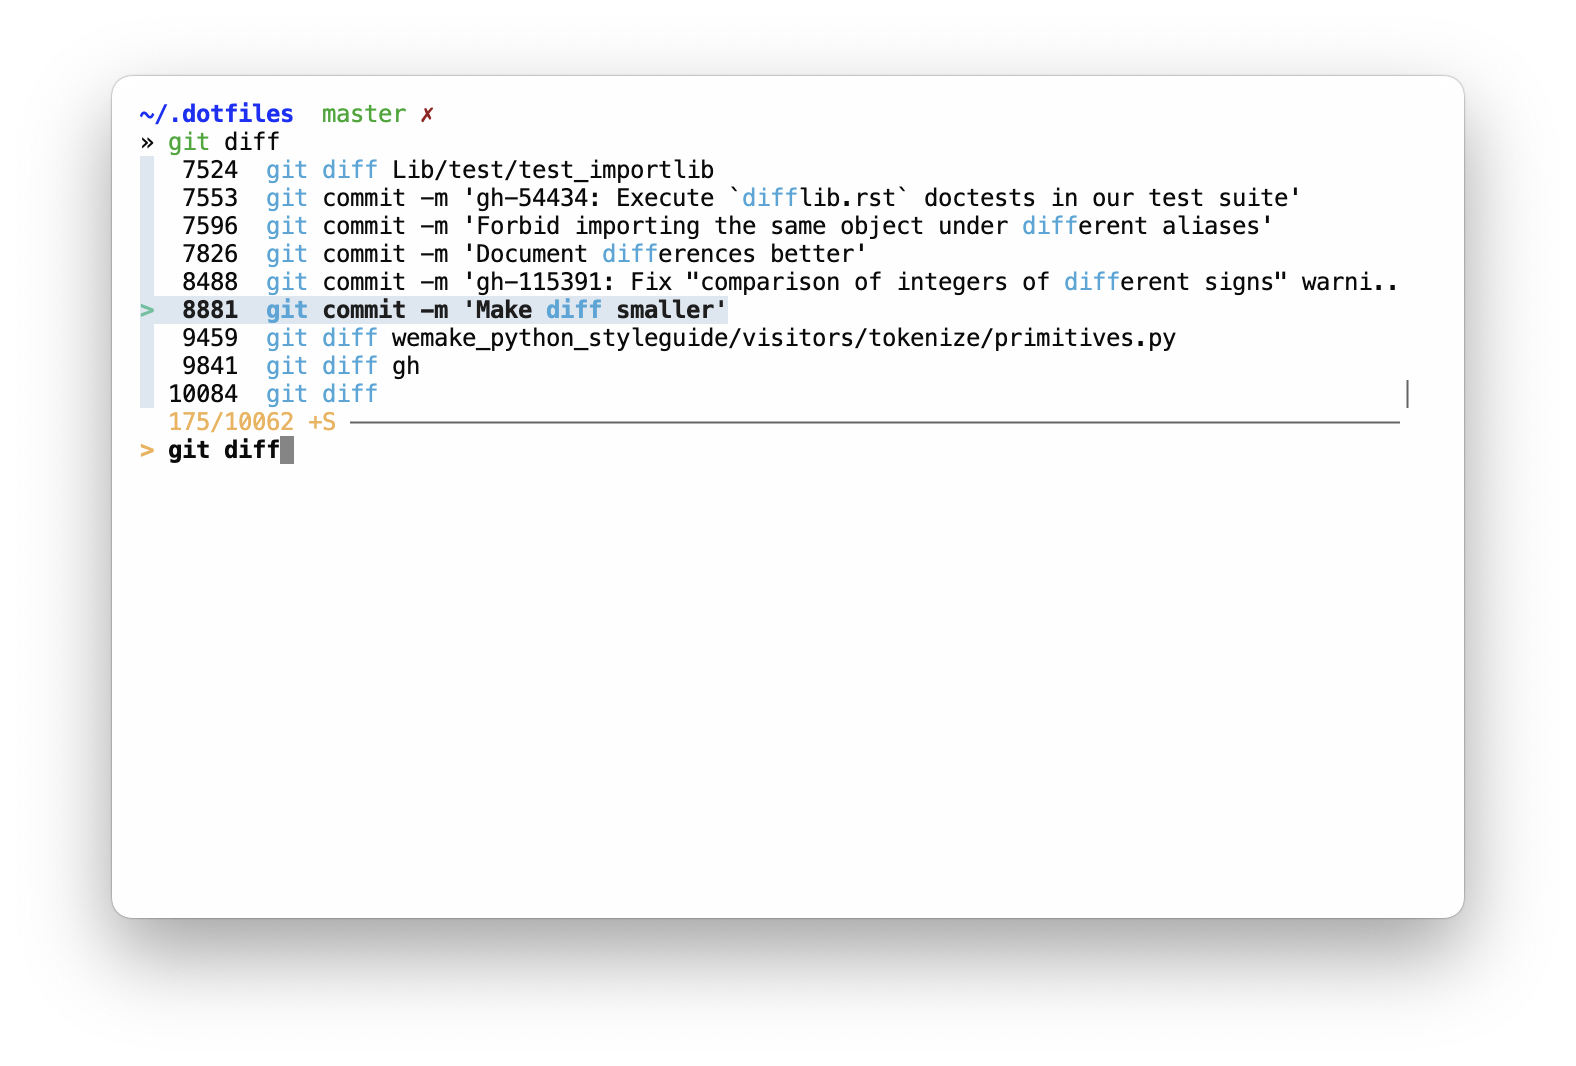 ~/.dotfiles  master ✗
» git diff
   7524  git diff Lib/test/test_importlib
   7553  git commit -m 'gh-54434: Execute `difflib.rst` doctests in our test suite'
   7596  git commit -m 'Forbid importing the same object under different aliases'
   7826  git commit -m 'Document differences better'
   8488  git commit -m 'gh-115391: Fix "comparison of integers of different signs" warni..
>  8881  git commit -m 'Make diff smaller'
   9459  git diff wemake_python_styleguide/visitors/tokenize/primitives.py
   9841  git diff gh
  10084  git diff
  175/10062 +S
> git diff